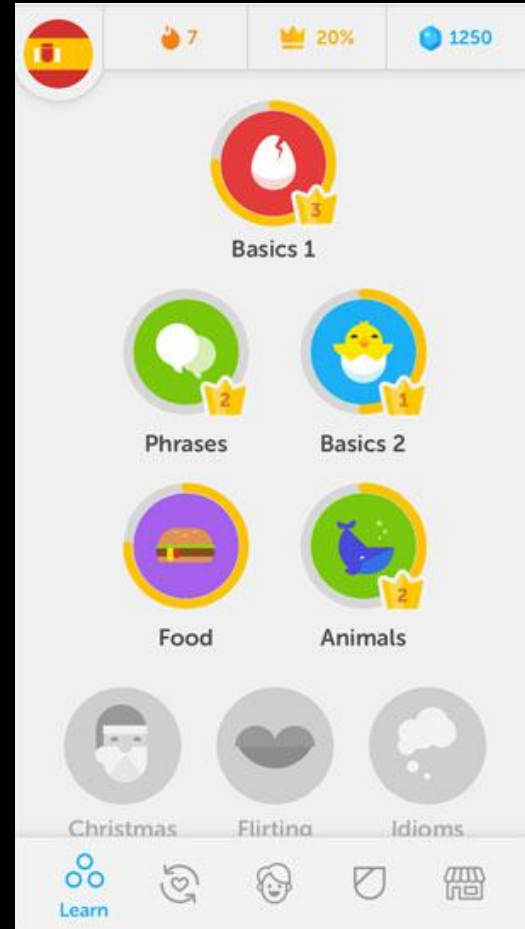 7 20% 1250
3
Basics 1
2 1
Phrases Basics 2
2
Food Animals
Christmas Flirting Idioms
Learn